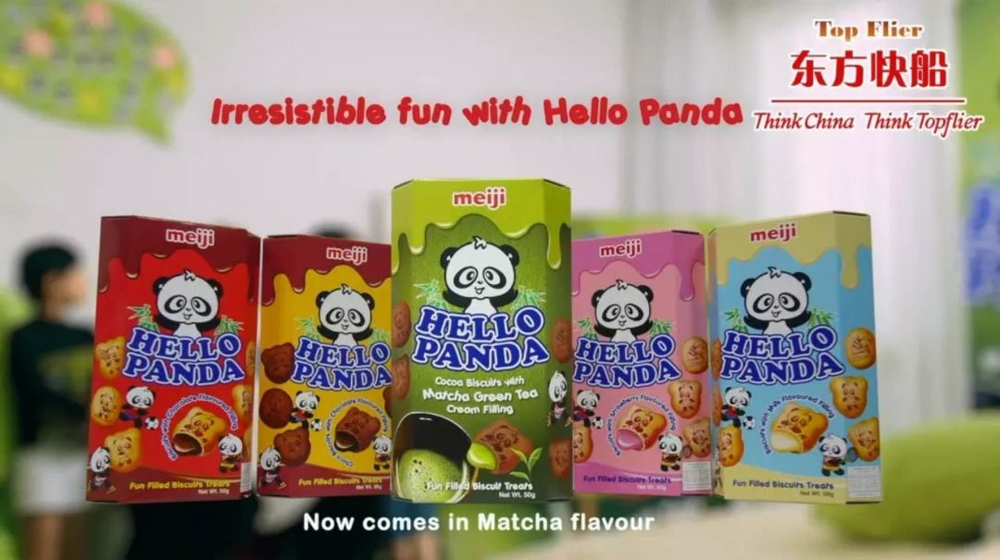 Top Flier
东方快船
Think China Think Topflier
Irresistible fun with Hello Panda
meiji
HELLO
PANDA
Biscuits with Chocolate Flavoured Filling
Fun Filled Biscuits Treats
Net Wt. 50g
meiji
HELLO
PANDA
Choco Biscuits with Chocolate Flavoured Filling
Fun Filled Biscuits Treats
Net Wt. 50g
meiji
HELLO
PANDA
Cocoa Biscuits with
Matcha Green Tea
Cream Filling
Fun Filled Biscuit Treats
Net Wt. 50g
meiji
HELLO
PANDA
Biscuits with Strawberry Flavoured Filling
Fun Filled Biscuits Treats
Net Wt. 50g
meiji
HELLO
PANDA
Biscuits with Milk Flavoured Filling
Fun Filled Biscuits Treats
Net Wt. 50g
Now comes in Matcha flavour